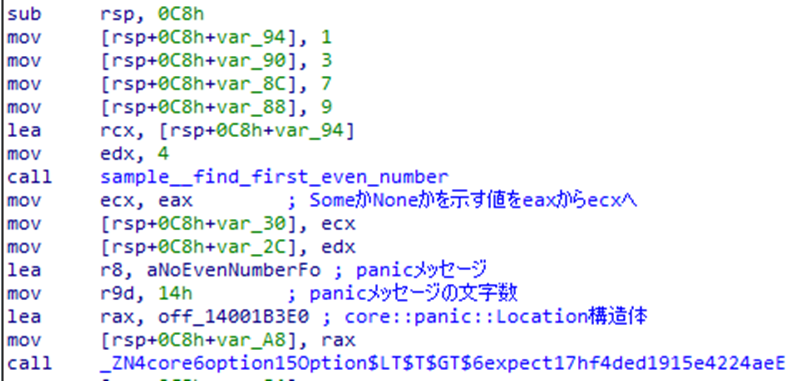 sub rsp, 0C8h
mov [rsp+0C8h+var_94], 1
mov [rsp+0C8h+var_90], 3
mov [rsp+0C8h+var_8C], 7
mov [rsp+0C8h+var_88], 9
lea rcx, [rsp+0C8h+var_94]
mov edx, 4
call sample__find_first_even_number
mov ecx, eax ; SomeかNoneかを示す値をeaxからecxへ
mov [rsp+0C8h+var_30], ecx
mov [rsp+0C8h+var_2C], edx
lea r8, aNoEvenNumberFo ; panicメッセージ
mov r9d, 14h ; panicメッセージの文字数
lea rax, off_14001B3E0 ; core::panic::Location構造体
mov [rsp+0C8h+var_A8], rax
call _ZN4core6option15Option$LT$T$GT$6expect17hf4ded1915e4224aeE